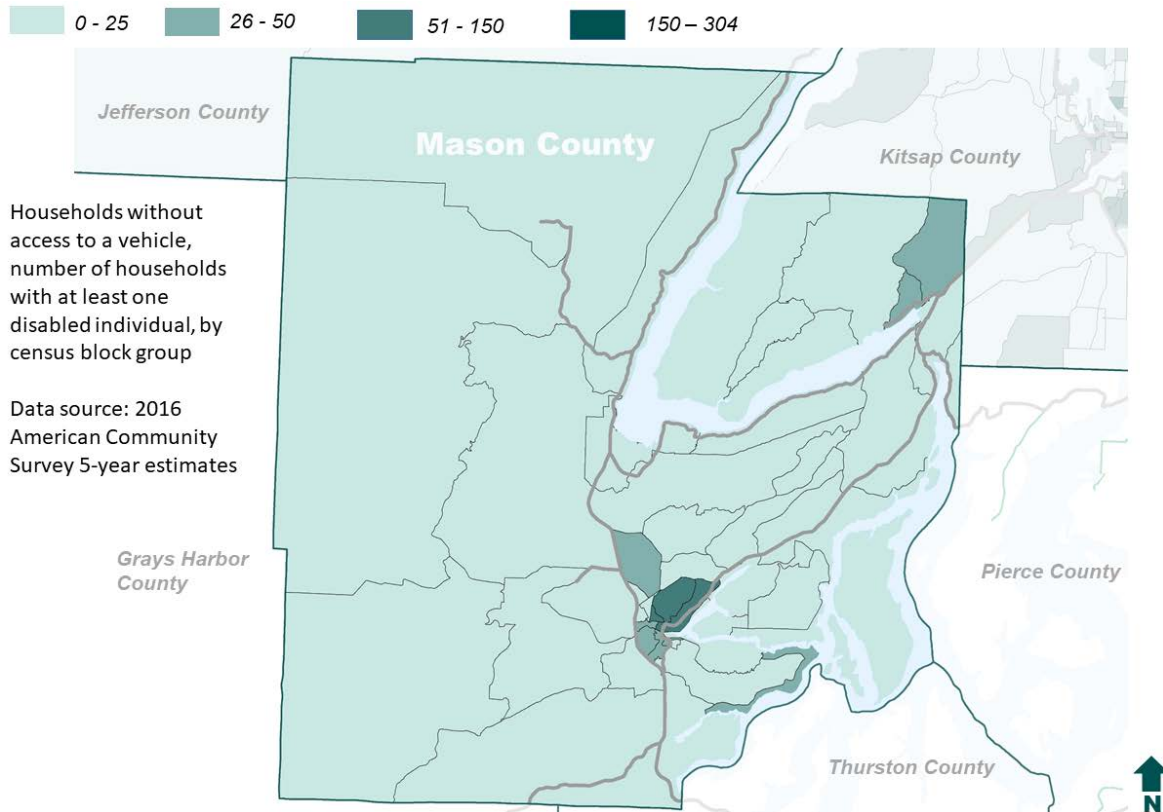 0 - 25
26 - 50
51 - 150
150 – 304
Jefferson County
Mason County
Kitsap County
Households without
access to a vehicle,
number of households
with at least one
disabled individual, by
census block group
Data source: 2016
American Community
Survey 5-year estimates
Grays Harbor
County
Pierce County
Thurston County
N